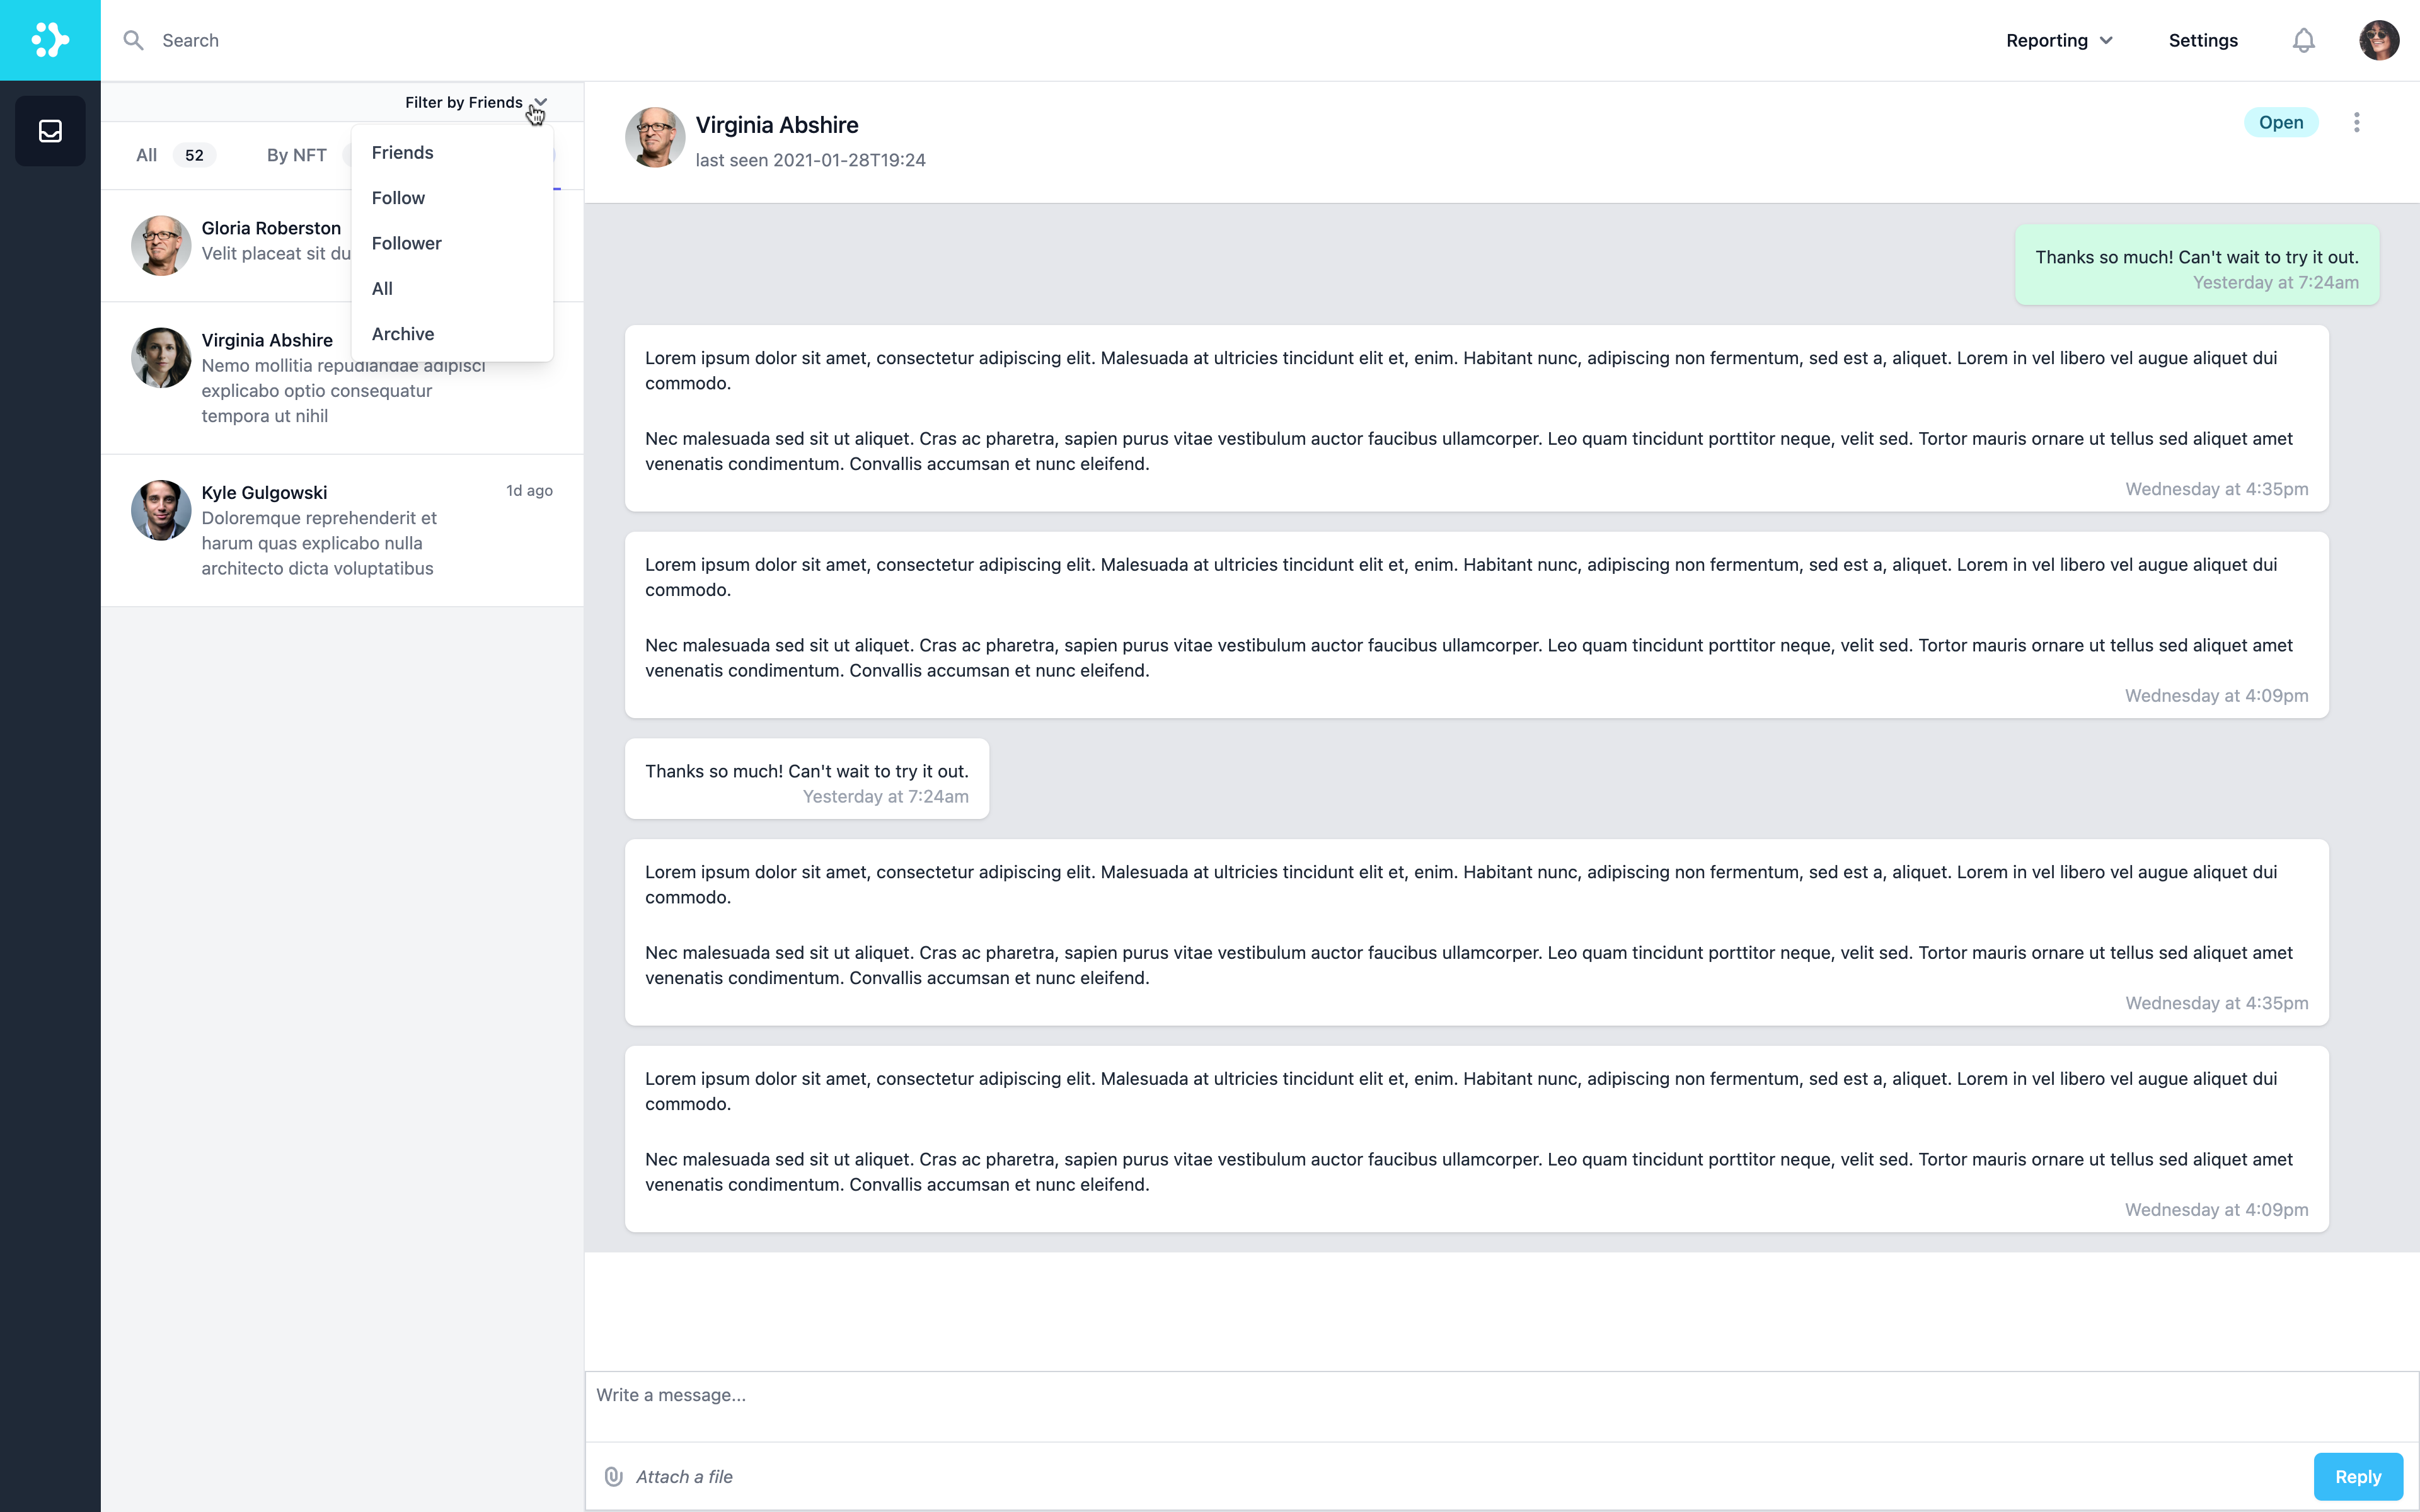 Search
Reporting
Settings
Filter by Friends
All 52
By NFT
Friends
Follow
Follower
All
Archive
Gloria Roberston
Velit placeat sit du
Virginia Abshire
Nemo mollitia repudiandae adipisci
explicabo optio consequatur
tempora ut nihil
Kyle Gulgowski
1d ago
Doloremque reprehenderit et
harum quas explicabo nulla
architecto dicta voluptatibus
Virginia Abshire
last seen 2021-01-28T19:24
Open
Thanks so much! Can't wait to try it out.
Yesterday at 7:24am
Lorem ipsum dolor sit amet, consectetur adipiscing elit. Malesuada at ultricies tincidunt elit et, enim. Habitant nunc, adipiscing non fermentum, sed est a, aliquet. Lorem in vel libero vel augue aliquet dui
commodo.
Nec malesuada sed sit ut aliquet. Cras ac pharetra, sapien purus vitae vestibulum auctor faucibus ullamcorper. Leo quam tincidunt porttitor neque, velit sed. Tortor mauris ornare ut tellus sed aliquet amet
venenatis condimentum. Convallis accumsan et nunc eleifend.
Wednesday at 4:35pm
Lorem ipsum dolor sit amet, consectetur adipiscing elit. Malesuada at ultricies tincidunt elit et, enim. Habitant nunc, adipiscing non fermentum, sed est a, aliquet. Lorem in vel libero vel augue aliquet dui
commodo.
Nec malesuada sed sit ut aliquet. Cras ac pharetra, sapien purus vitae vestibulum auctor faucibus ullamcorper. Leo quam tincidunt porttitor neque, velit sed. Tortor mauris ornare ut tellus sed aliquet amet
venenatis condimentum. Convallis accumsan et nunc eleifend.
Wednesday at 4:09pm
Thanks so much! Can't wait to try it out.
Yesterday at 7:24am
Lorem ipsum dolor sit amet, consectetur adipiscing elit. Malesuada at ultricies tincidunt elit et, enim. Habitant nunc, adipiscing non fermentum, sed est a, aliquet. Lorem in vel libero vel augue aliquet dui
commodo.
Nec malesuada sed sit ut aliquet. Cras ac pharetra, sapien purus vitae vestibulum auctor faucibus ullamcorper. Leo quam tincidunt porttitor neque, velit sed. Tortor mauris ornare ut tellus sed aliquet amet
venenatis condimentum. Convallis accumsan et nunc eleifend.
Wednesday at 4:35pm
Lorem ipsum dolor sit amet, consectetur adipiscing elit. Malesuada at ultricies tincidunt elit et, enim. Habitant nunc, adipiscing non fermentum, sed est a, aliquet. Lorem in vel libero vel augue aliquet dui
commodo.
Nec malesuada sed sit ut aliquet. Cras ac pharetra, sapien purus vitae vestibulum auctor faucibus ullamcorper. Leo quam tincidunt porttitor neque, velit sed. Tortor mauris ornare ut tellus sed aliquet amet
venenatis condimentum. Convallis accumsan et nunc eleifend.
Wednesday at 4:09pm
Write a message...
Attach a file
Reply